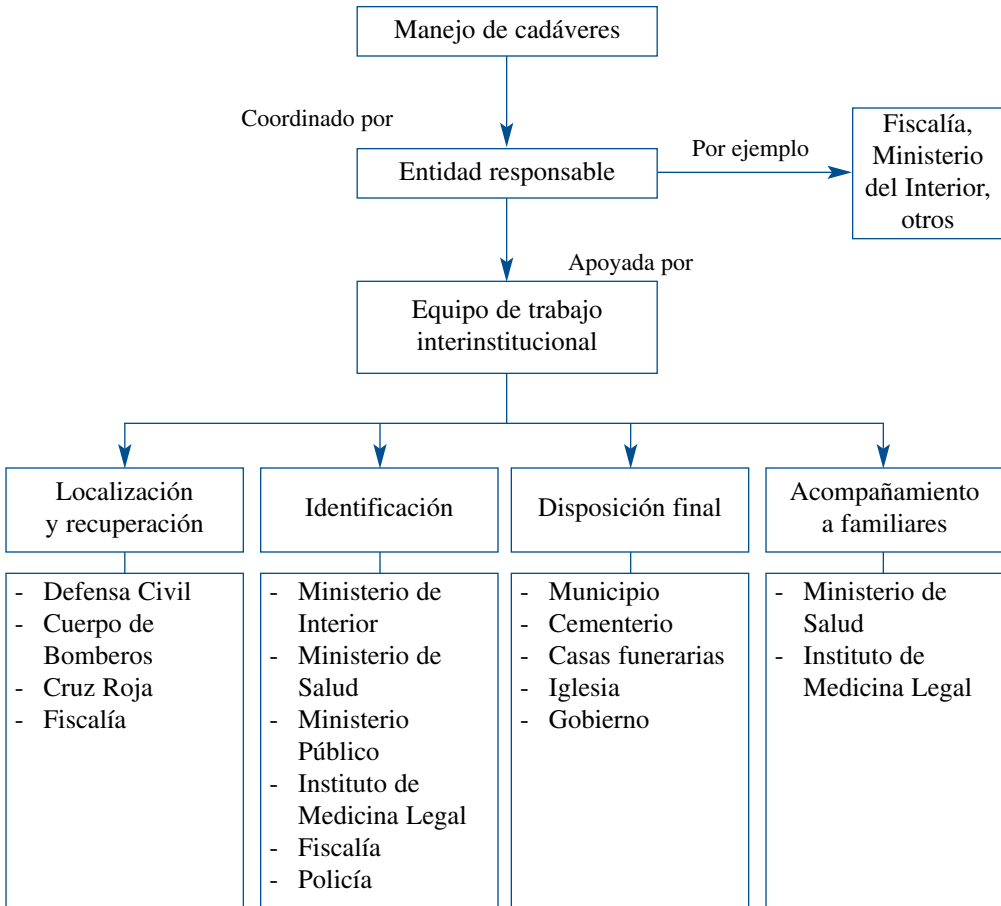 Manejo de cadáveres
Coordinado por
Entidad responsable
Por ejemplo
Fiscalía,
Ministerio
del Interior,
otros
Apoyada por
Equipo de trabajo
interinstitucional
Localización
y recuperación
- Defensa Civil
- Cuerpo de
Bomberos
- Cruz Roja
- Fiscalía
Identificación
- Ministerio de
Interior
- Ministerio de
Salud
- Ministerio
Público
- Instituto de
Medicina Legal
- Fiscalía
- Policía
Disposición final
- Municipio
- Cementerio
- Casas funerarias
- Iglesia
- Gobierno
Acompañamiento
a familiares
- Ministerio de
Salud
- Instituto de
Medicina Legal